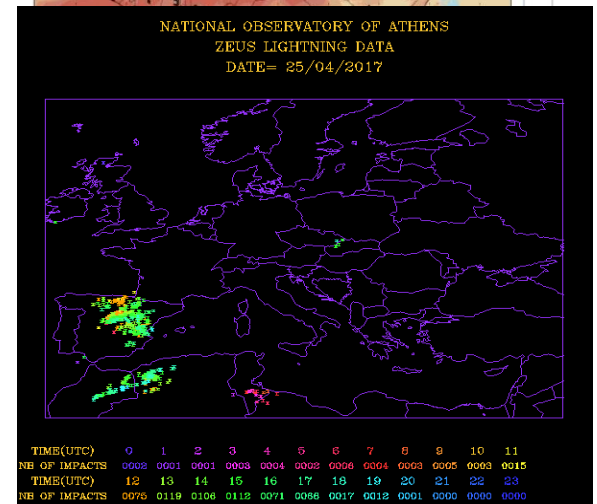 NATIONAL OBSERVATORY OF ATHENS
ZEUS LIGHTNING DATA
DATE= 25/04/2017
TIME(UTC) 0 1 2 3 4 5 6 7 8 9 10 11
NB OF IMPACTS 0002 0001 0001 0003 0004 0002 0006 0004 0003 0005 0003 0015
TIME(UTC) 12 13 14 15 16 17 18 19 20 21 22 23
NB OF IMPACTS 0075 0119 0106 0112 0071 0066 0017 0012 0001 0000 0000 0000